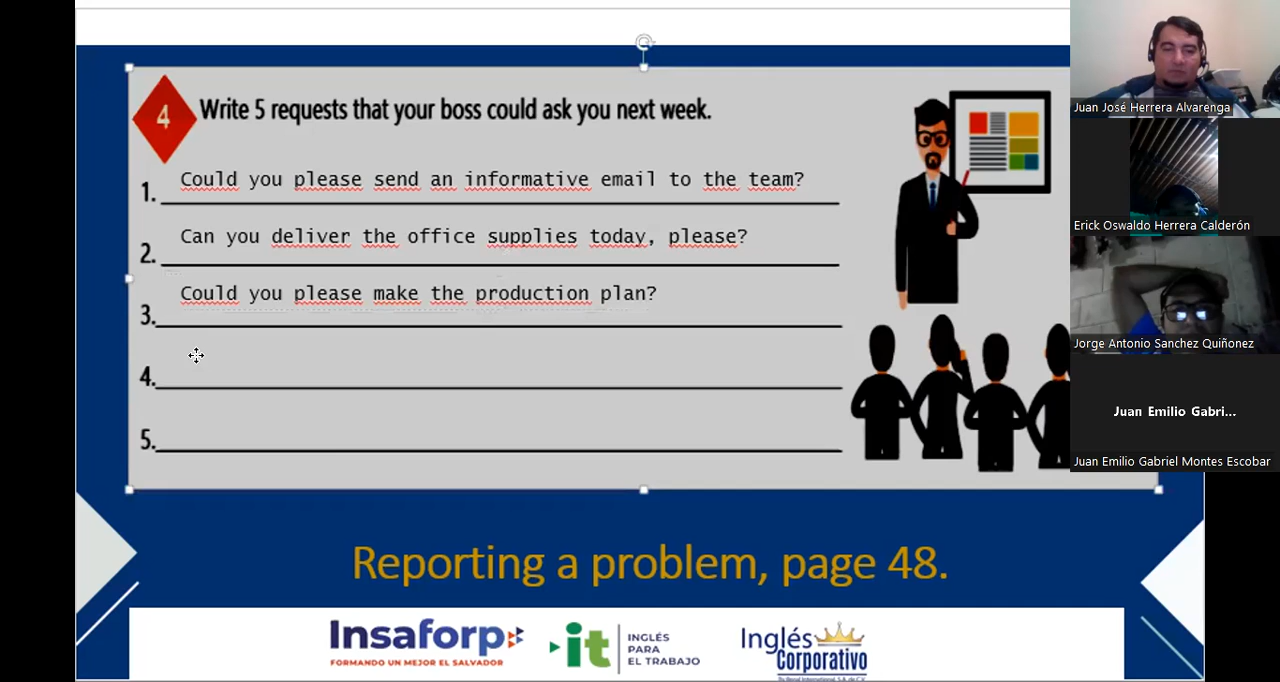 4 Write 5 requests that your boss could ask you next week.
1. Could you please send an informative email to the team?
2. Can you deliver the office supplies today, please?
3. Could you please make the production plan?
4.
5.
Reporting a problem, page 48.
Insaforp
FORMANDO UN MEJOR EL SALVADOR
it
INGLÉS
PARA
EL TRABAJO
Inglés
Corporativo
Juan José Herrera Alvarenga
Erick Oswaldo Herrera Calderón
Jorge Antonio Sanchez Quiñonez
Juan Emilio Gabri...
Juan Emilio Gabriel Montes Escobar